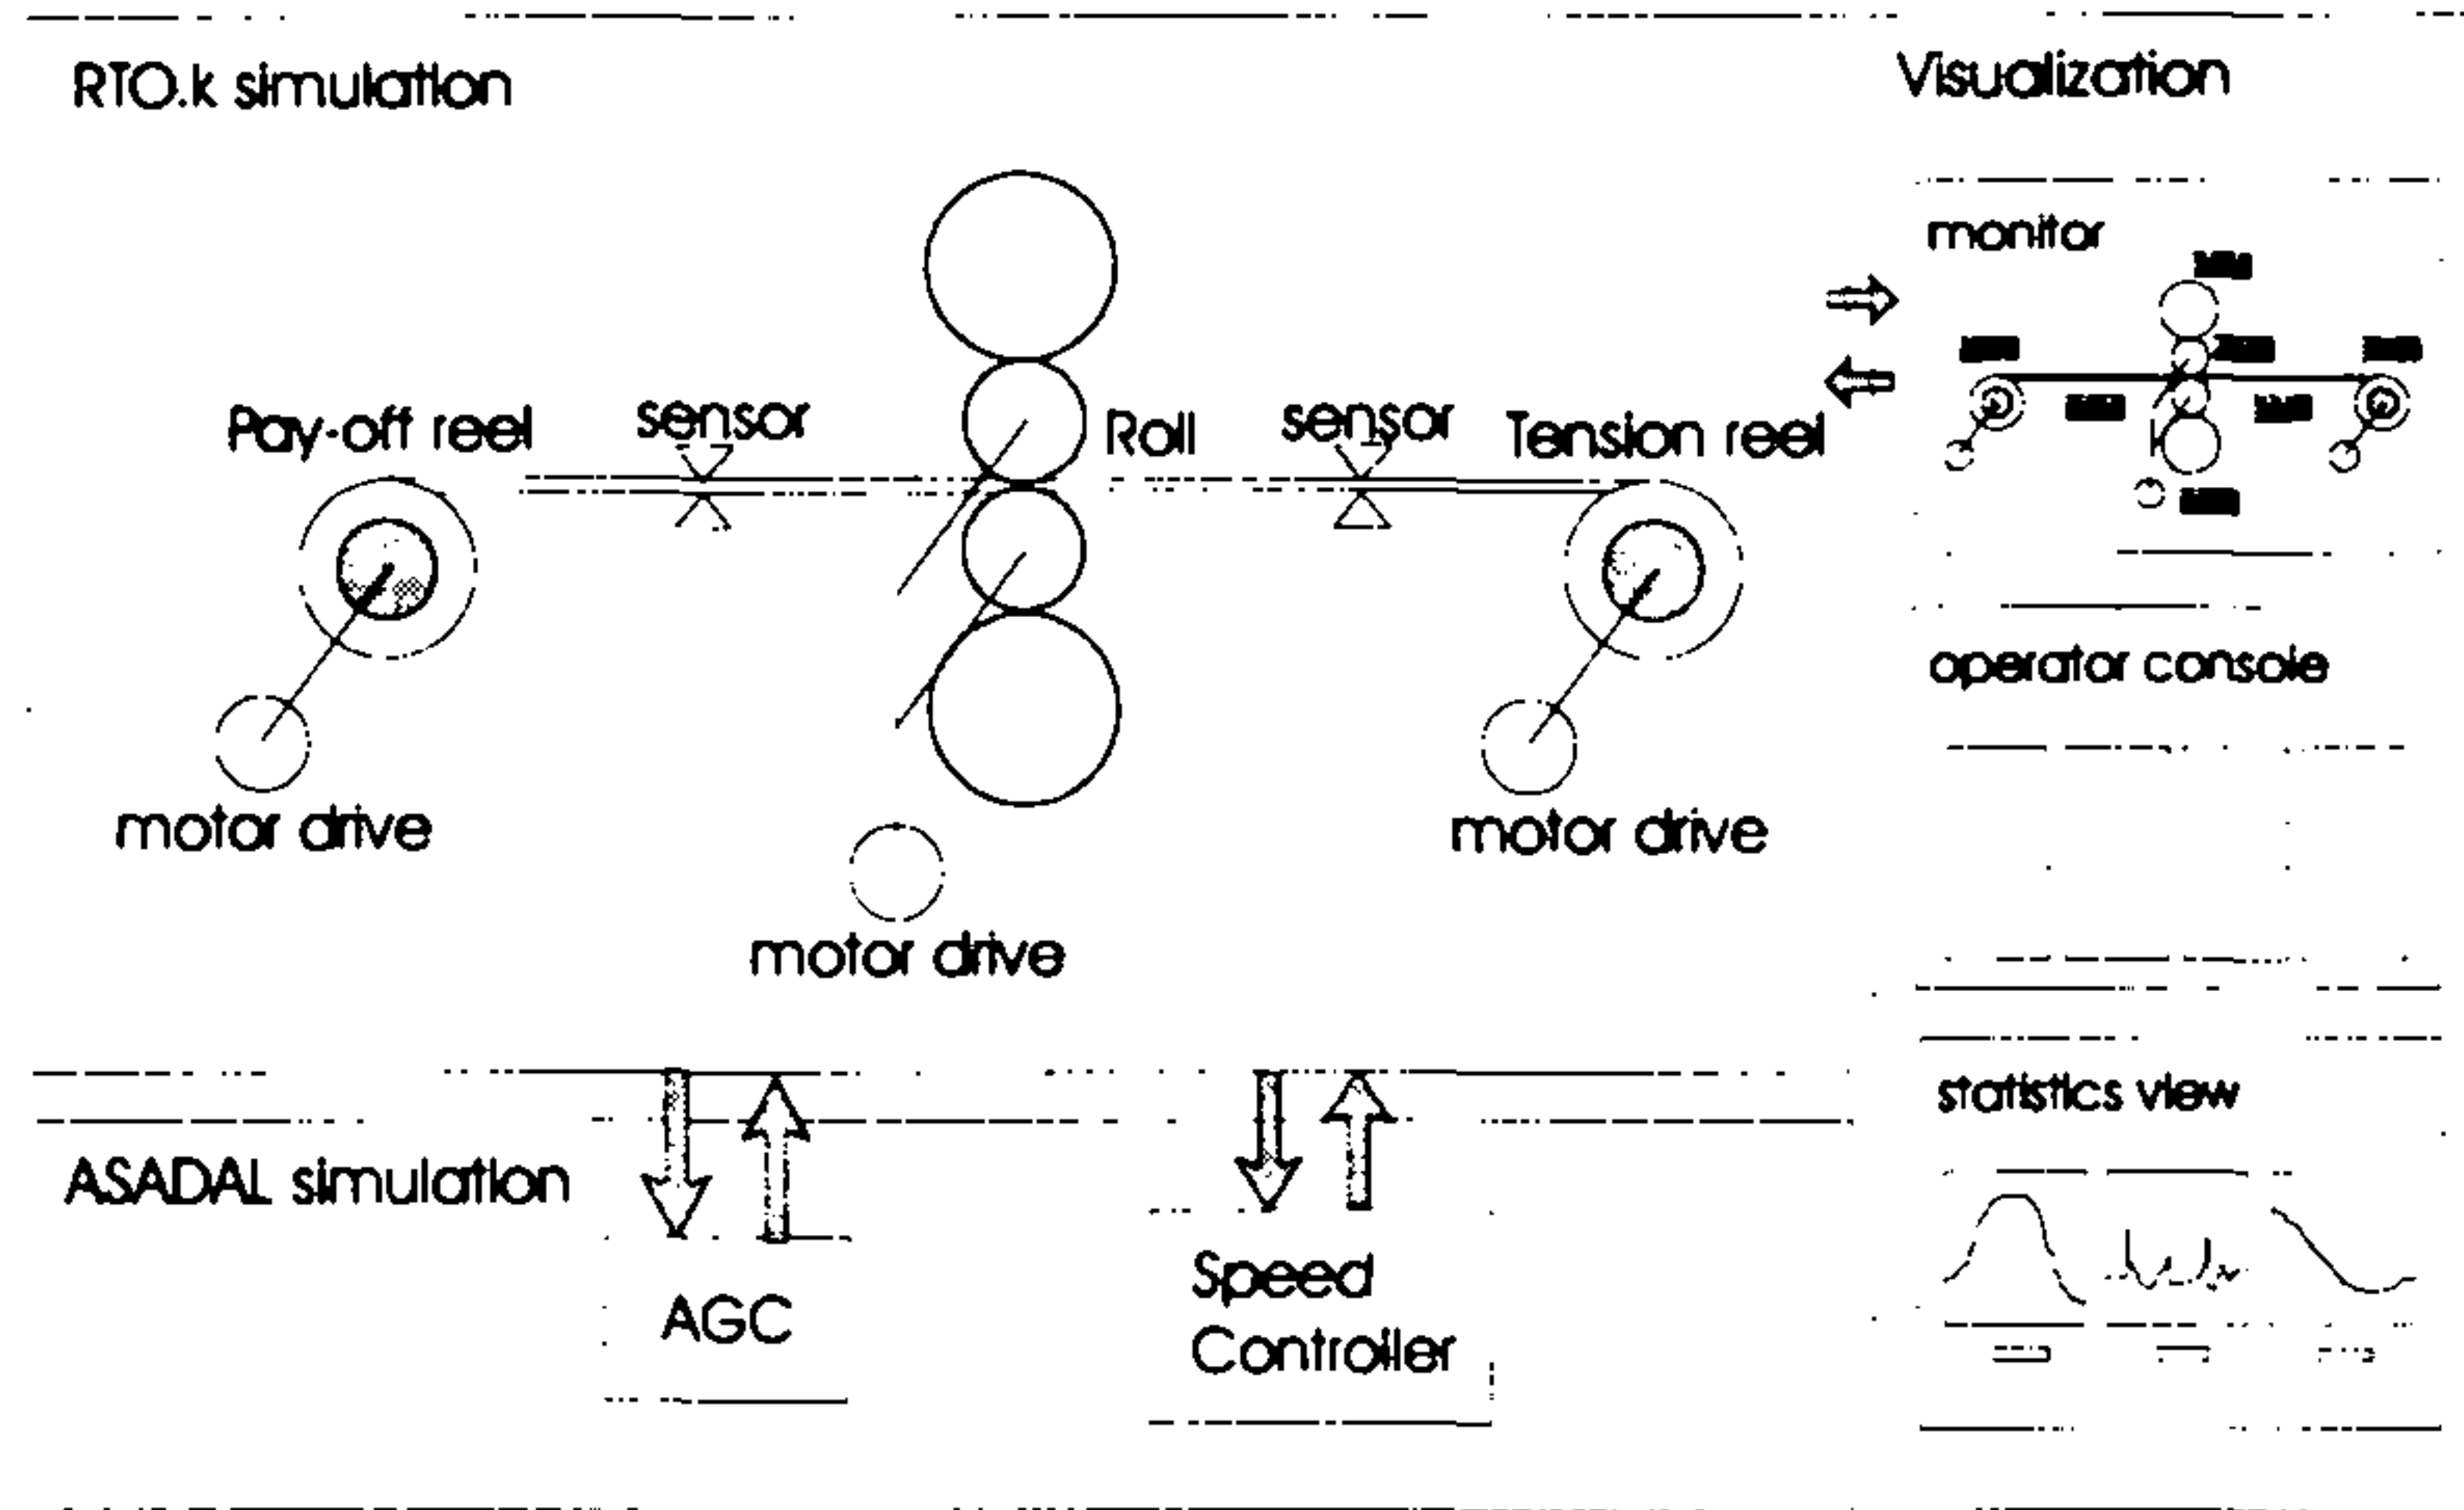 RTO.k simulation
Visualization
monitor
Pay-off reel
sensor
Roll
sensor
Tension reel
operator console
motor drive
motor drive
motor drive
statistics view
ASADAL simulation
AGC
Speed
Controller